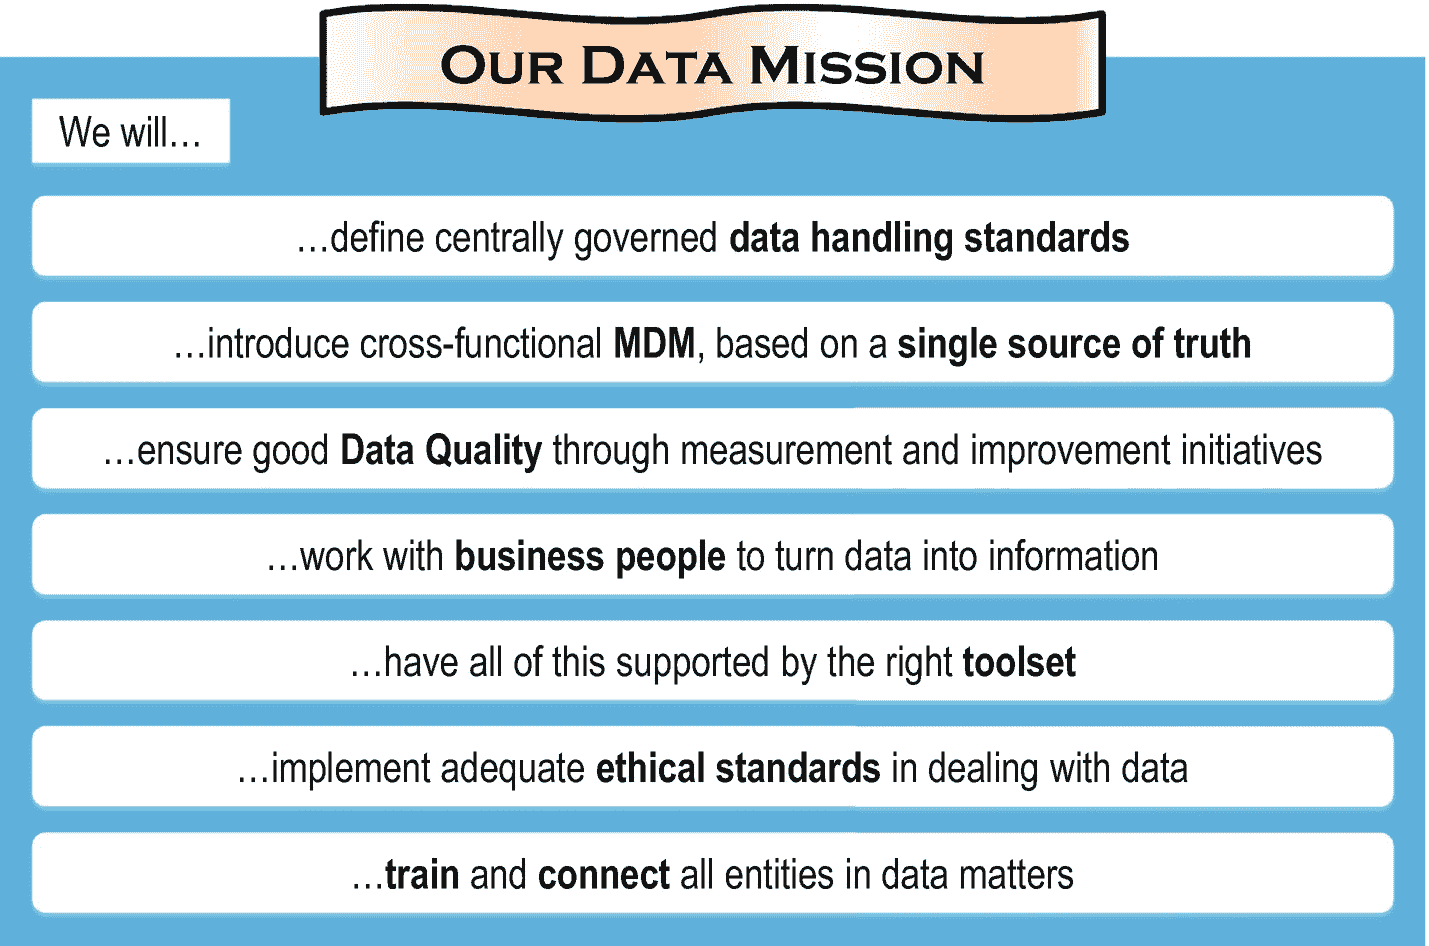 OUR DATA MISSION
We will…
…define centrally governed data handling standards
…introduce cross-functional MDM, based on a single source of truth
…ensure good Data Quality through measurement and improvement initiatives
…work with business people to turn data into information
…have all of this supported by the right toolset
…implement adequate ethical standards in dealing with data
…train and connect all entities in data matters